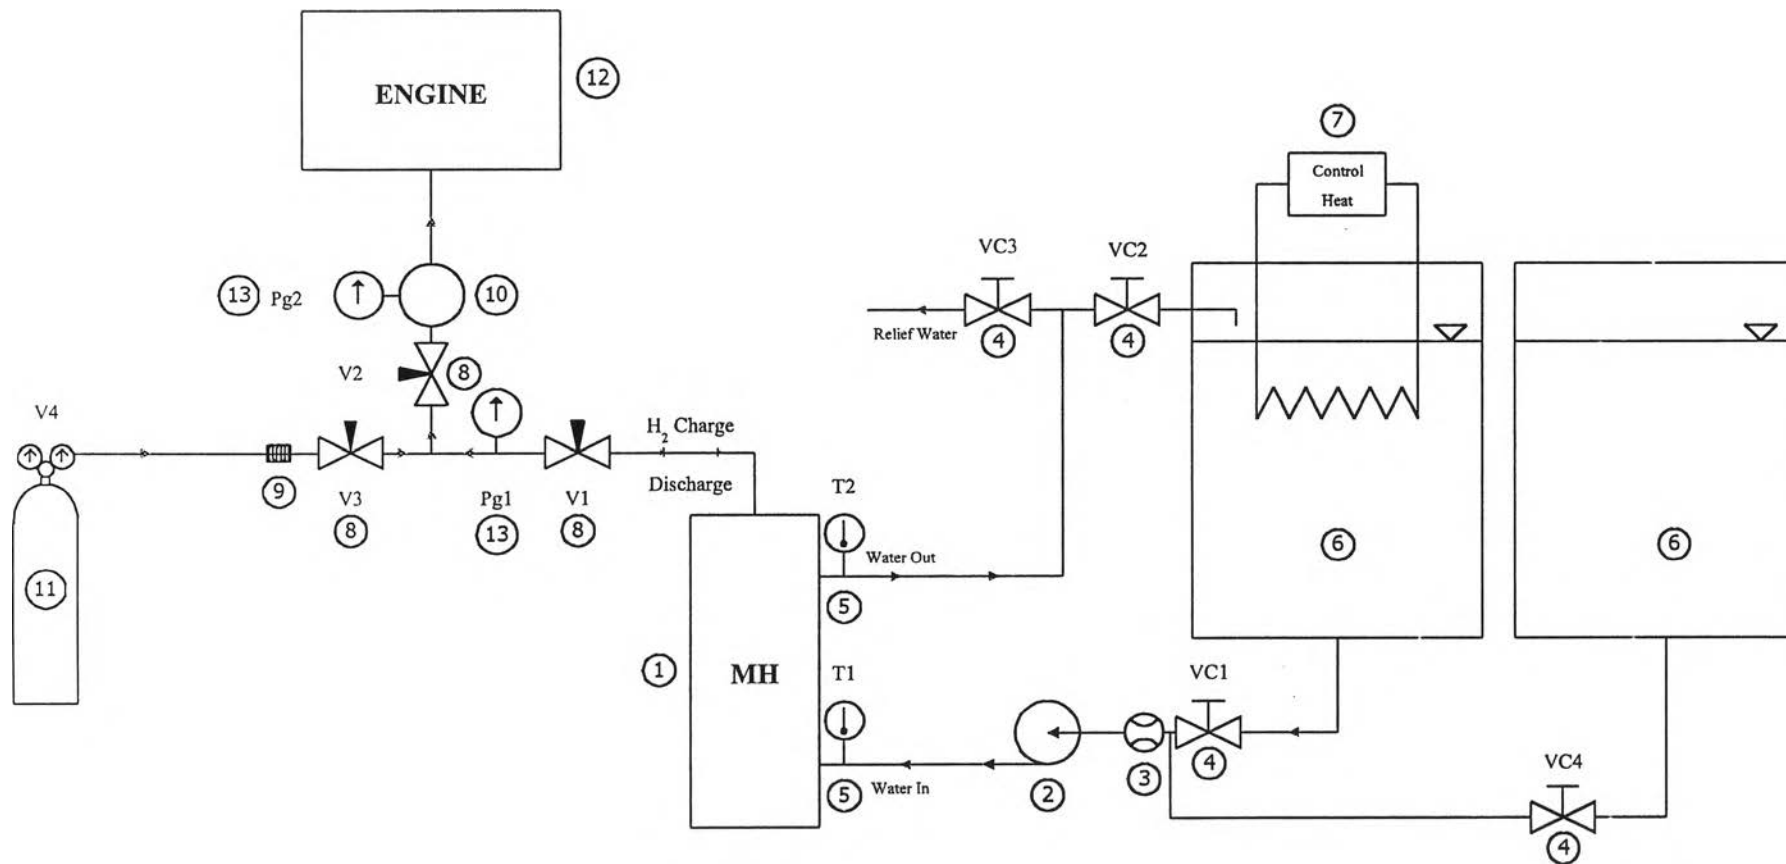 ENGINE
12
7
Control
Heat
VC3
VC2
13 Pg2
10
Relief Water
4
4
V2
8
V4
H2 Charge
9
Discharge
V3
8
Pg1
13
V1
8
T2
Water Out
6
6
11
5
1
MH
T1
VC1
5
Water In
2
3
4
VC4
4